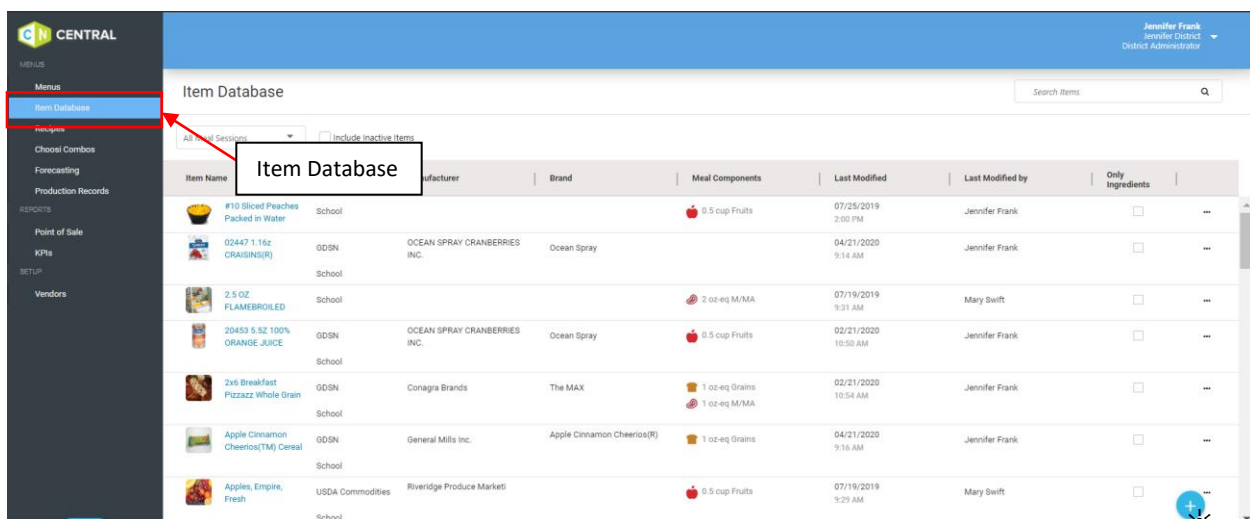 CN CENTRAL
Jennifer Frank
Jennifer District
District Administrator
MENUS
Menus
Item Database
Recipes
Choosi Combos
Forecasting
Production Records
REPORTS
Point of Sale
KPIs
SETUP
Vendors
Item Database
Search Items
All Meal Sessions
Include Inactive Items
Item Database
Item Name Brand Meal Components Last Modified Last Modified by Only
Ingredients
#10 Sliced Peaches
Packed in Water
School
0.5 cup Fruits
07/25/2019
2:00 PM
Jennifer Frank
02447 1.16z
CRAISINS(R)
GDSN
School
OCEAN SPRAY CRANBERRIES
INC.
Ocean Spray
04/21/2020
9:14 AM
Jennifer Frank
2.5 OZ
FLAMEBROILED
School
2 oz-eq M/MA
07/19/2019
9:31 AM
Mary Swift
20453 5.5Z 100%
ORANGE JUICE
GDSN
School
OCEAN SPRAY CRANBERRIES
INC.
Ocean Spray
0.5 cup Fruits
02/21/2020
10:50 AM
Jennifer Frank
2x6 Breakfast
Pizzazz Whole Grain
GDSN
School
Conagra Brands
The MAX
1 oz-eq Grains
1 oz-eq M/MA
02/21/2020
10:54 AM
Jennifer Frank
Apple Cinnamon
Cheerios(TM) Cereal
GDSN
School
General Mills Inc.
Apple Cinnamon Cheerios(R)
1 oz-eq Grains
04/21/2020
9:16 AM
Jennifer Frank
Apples, Empire,
Fresh
USDA Commodities
School
Riveridge Produce Marketi
0.5 cup Fruits
07/19/2019
9:29 AM
Mary Swift